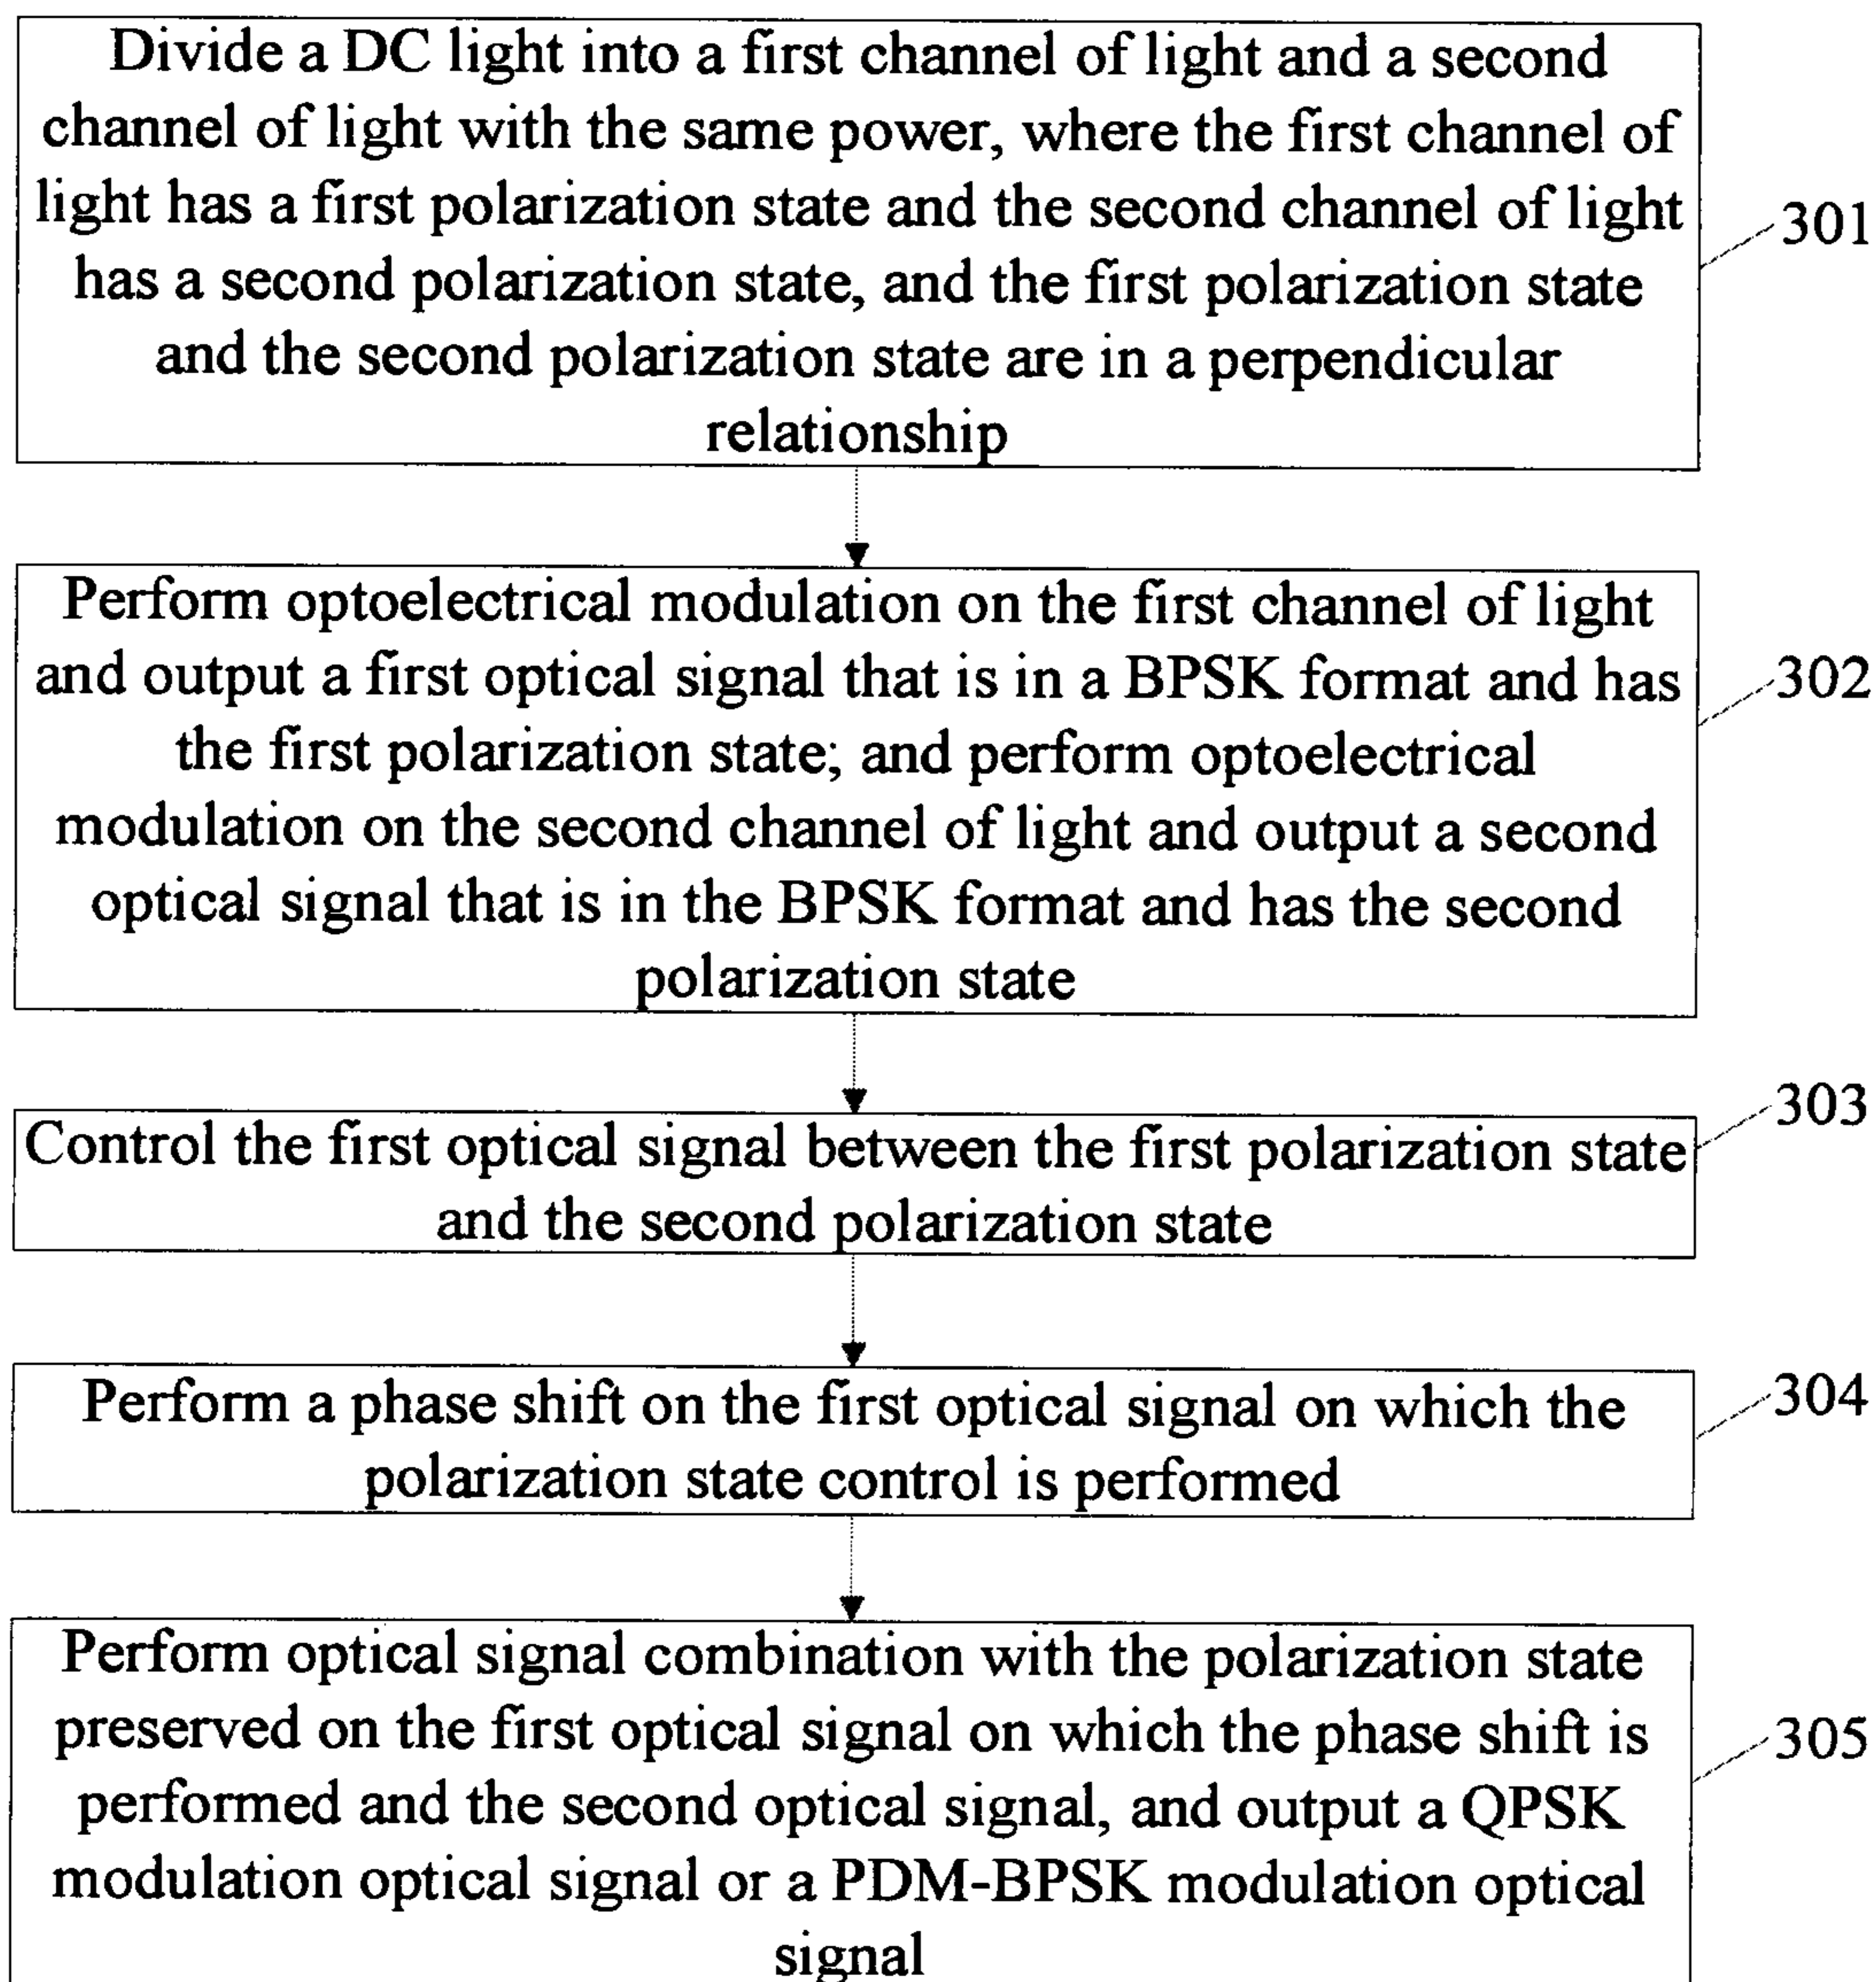 Divide a DC light into a first channel of light and a second
channel of light with the same power, where the first channel of
light has a first polarization state and the second channel of light
has a second polarization state, and the first polarization state
and the second polarization state are in a perpendicular
relationship
301
Perform optoelectrical modulation on the first channel of light
and output a first optical signal that is in a BPSK format and has
the first polarization state; and perform optoelectrical
modulation on the second channel of light and output a second
optical signal that is in the BPSK format and has the second
polarization state
302
Control the first optical signal between the first polarization state
and the second polarization state
303
Perform a phase shift on the first optical signal on which the
polarization state control is performed
304
Perform optical signal combination with the polarization state
preserved on the first optical signal on which the phase shift is
performed and the second optical signal, and output a QPSK
modulation optical signal or a PDM-BPSK modulation optical
signal
305